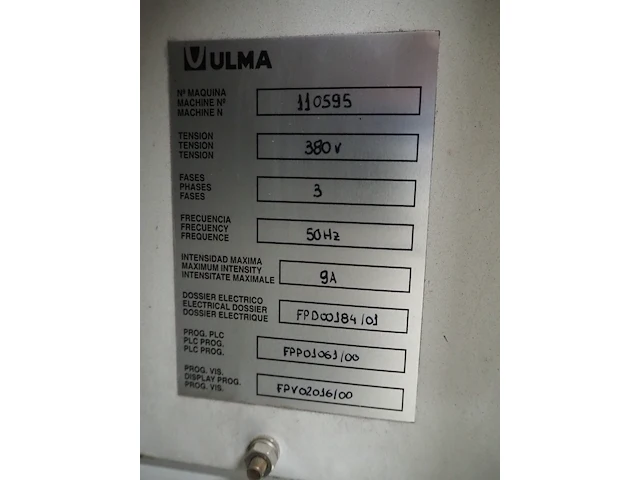 ULMA
Nº MAQUINA
MACHINE Nº
MACHINE N
110595
TENSION
TENSION
TENSION
380V
FASES
PHASES
FASES
3
FRECUENCIA
FREQUENCY
FREQUENCE
50Hz
INTENSIDAD MAXIMA
MAXIMUM INTENSITY
INTENSITATE MAXIMALE
9A
DOSSIER ELECTRICO
ELECTRICAL DOSSIER
DOSSIER ELECTRIQUE
FPD00184/01
PROG. PLC
PLC PROG.
PLC PROG.
FPP01061/00
PROG. VIS.
DISPLAY PROG.
PROG. VIS.
FPV02016/00